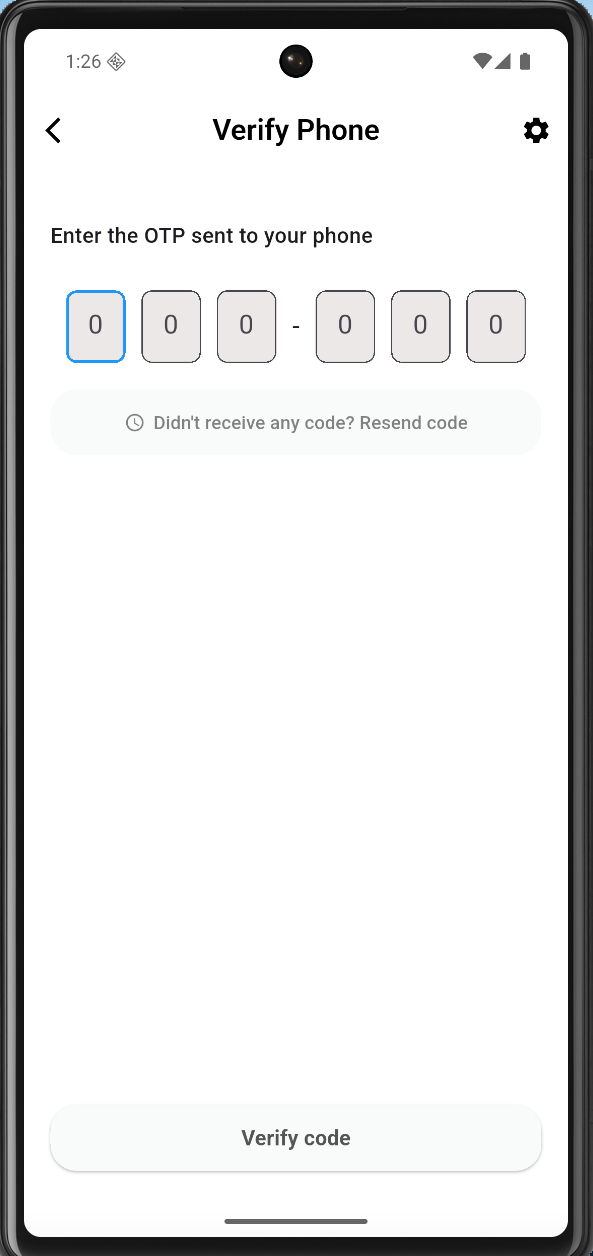 1:26
Verify Phone
Enter the OTP sent to your phone
0 0 0 - 0 0 0
Didn't receive any code? Resend code
Verify code